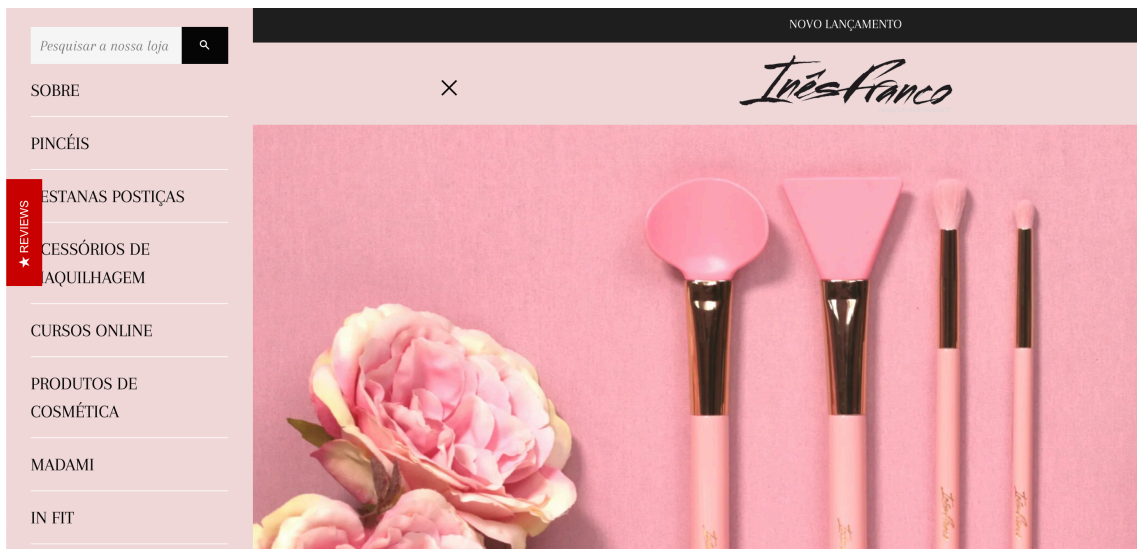 Pesquisar a nossa loja
SOBRE
PINCÉIS
ESTANAS POSTIÇAS
CESSÓRIOS DE
AQUILHAGEM
CURSOS ONLINE
PRODUTOS DE
COSMÉTICA
MADAMI
IN FIT
★ REVIEWS
NOVO LANÇAMENTO
Inês Franco